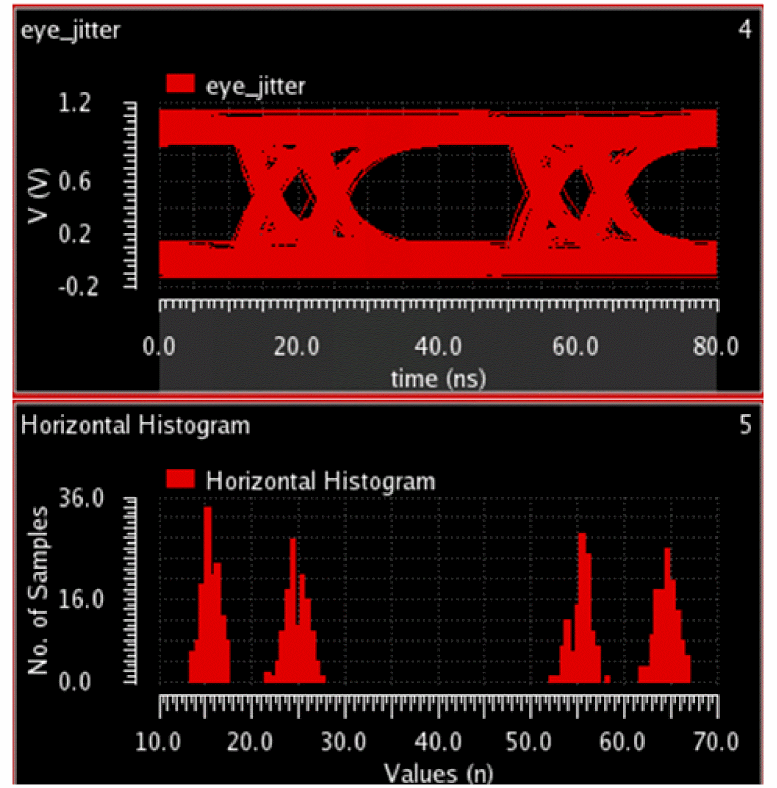 eye_jitter 4
eye_jitter
1.2
0.6
0.2
-0.2
V (V)
0.0 20.0 40.0 60.0 80.0
time (ns)
Horizontal Histogram 5
Horizontal Histogram
36.0
16.0
0.0
No. of Samples
10.0 20.0 30.0 40.0 50.0 60.0 70.0
Values (n)